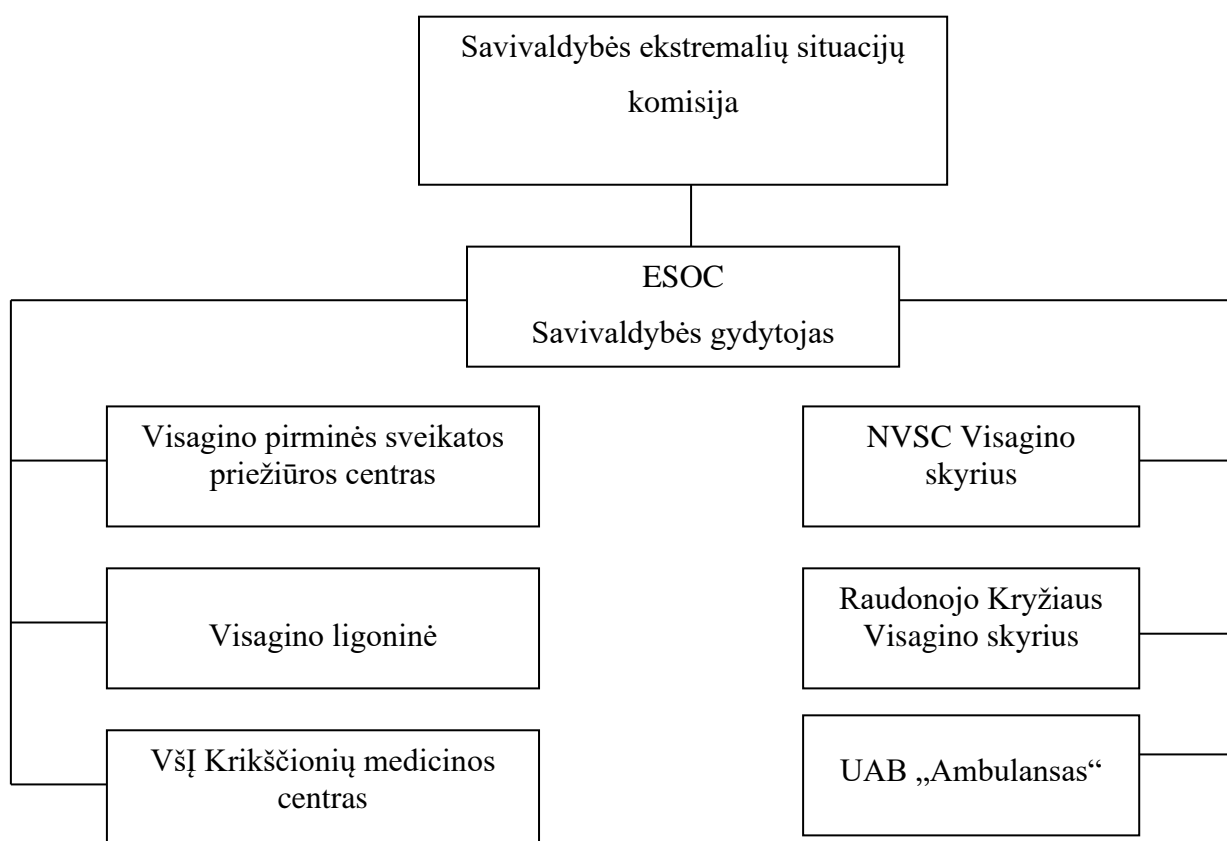 Savivaldybės ekstremalių situacijų
komisija
ESOC
Savivaldybės gydytojas
Visagino pirminės sveikatos
priežiūros centras
NVSC Visagino
skyrius
Visagino ligoninė
Raudonojo Kryžiaus
Visagino skyrius
VšĮ Krikščionių medicinos
centras
UAB „Ambulansas“